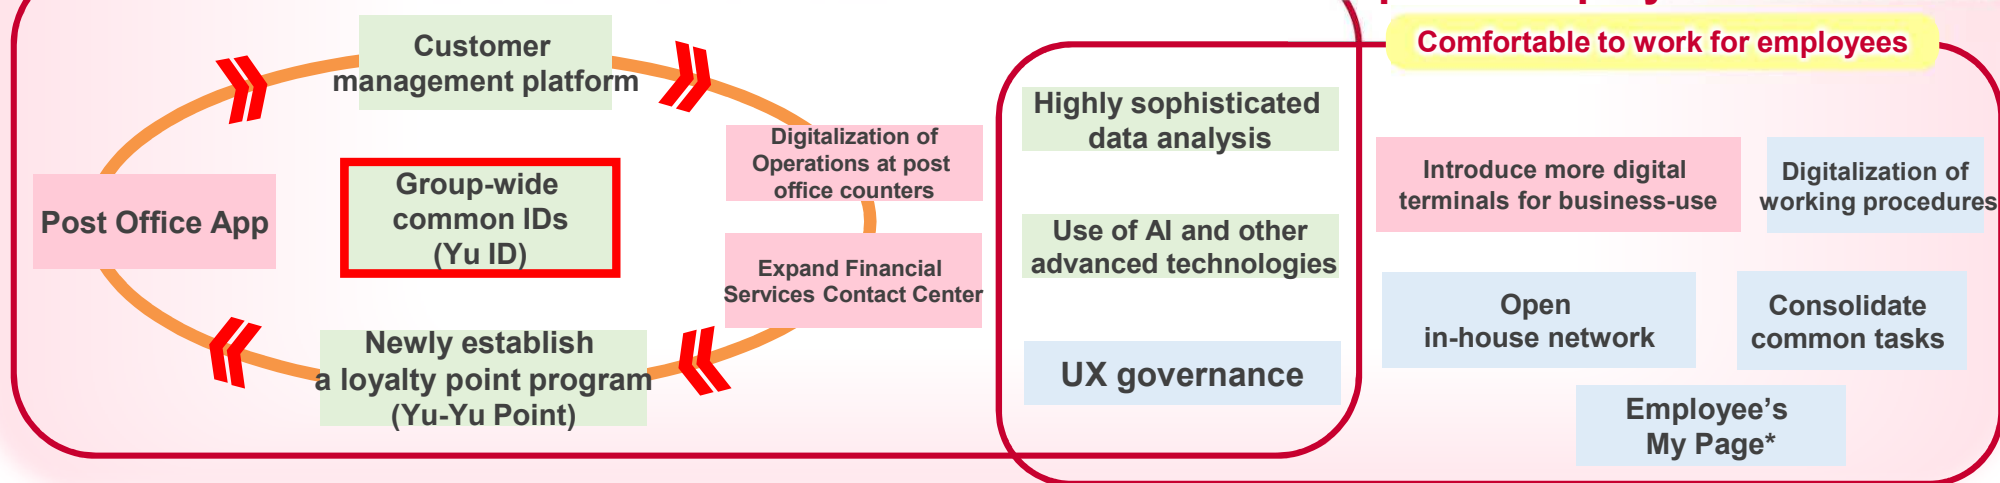 Comfortable to work for employees
Customer
management platform
Digitalization of
Operations at post
office counters
Post Office App
Group-wide
common IDs
(Yu ID)
Expand Financial
Services Contact Center
Newly establish
a loyalty point program
(Yu-Yu Point)
Highly sophisticated
data analysis
Use of AI and other
advanced technologies
UX governance
Introduce more digital
terminals for business-use
Digitalization of
working procedures
Open
in-house network
Consolidate
common tasks
Employee’s
My Page*